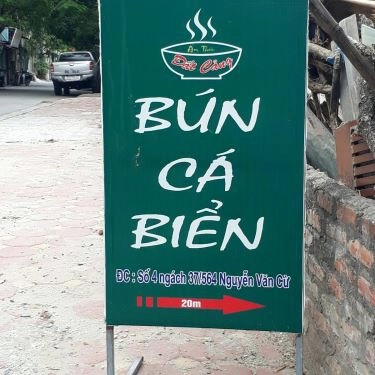 Ẩm Thực
Đất Cảng
BÚN
CÁ
BIỂN
ĐC : Số 4 ngách 37/564 Nguyễn Văn Cừ
20m